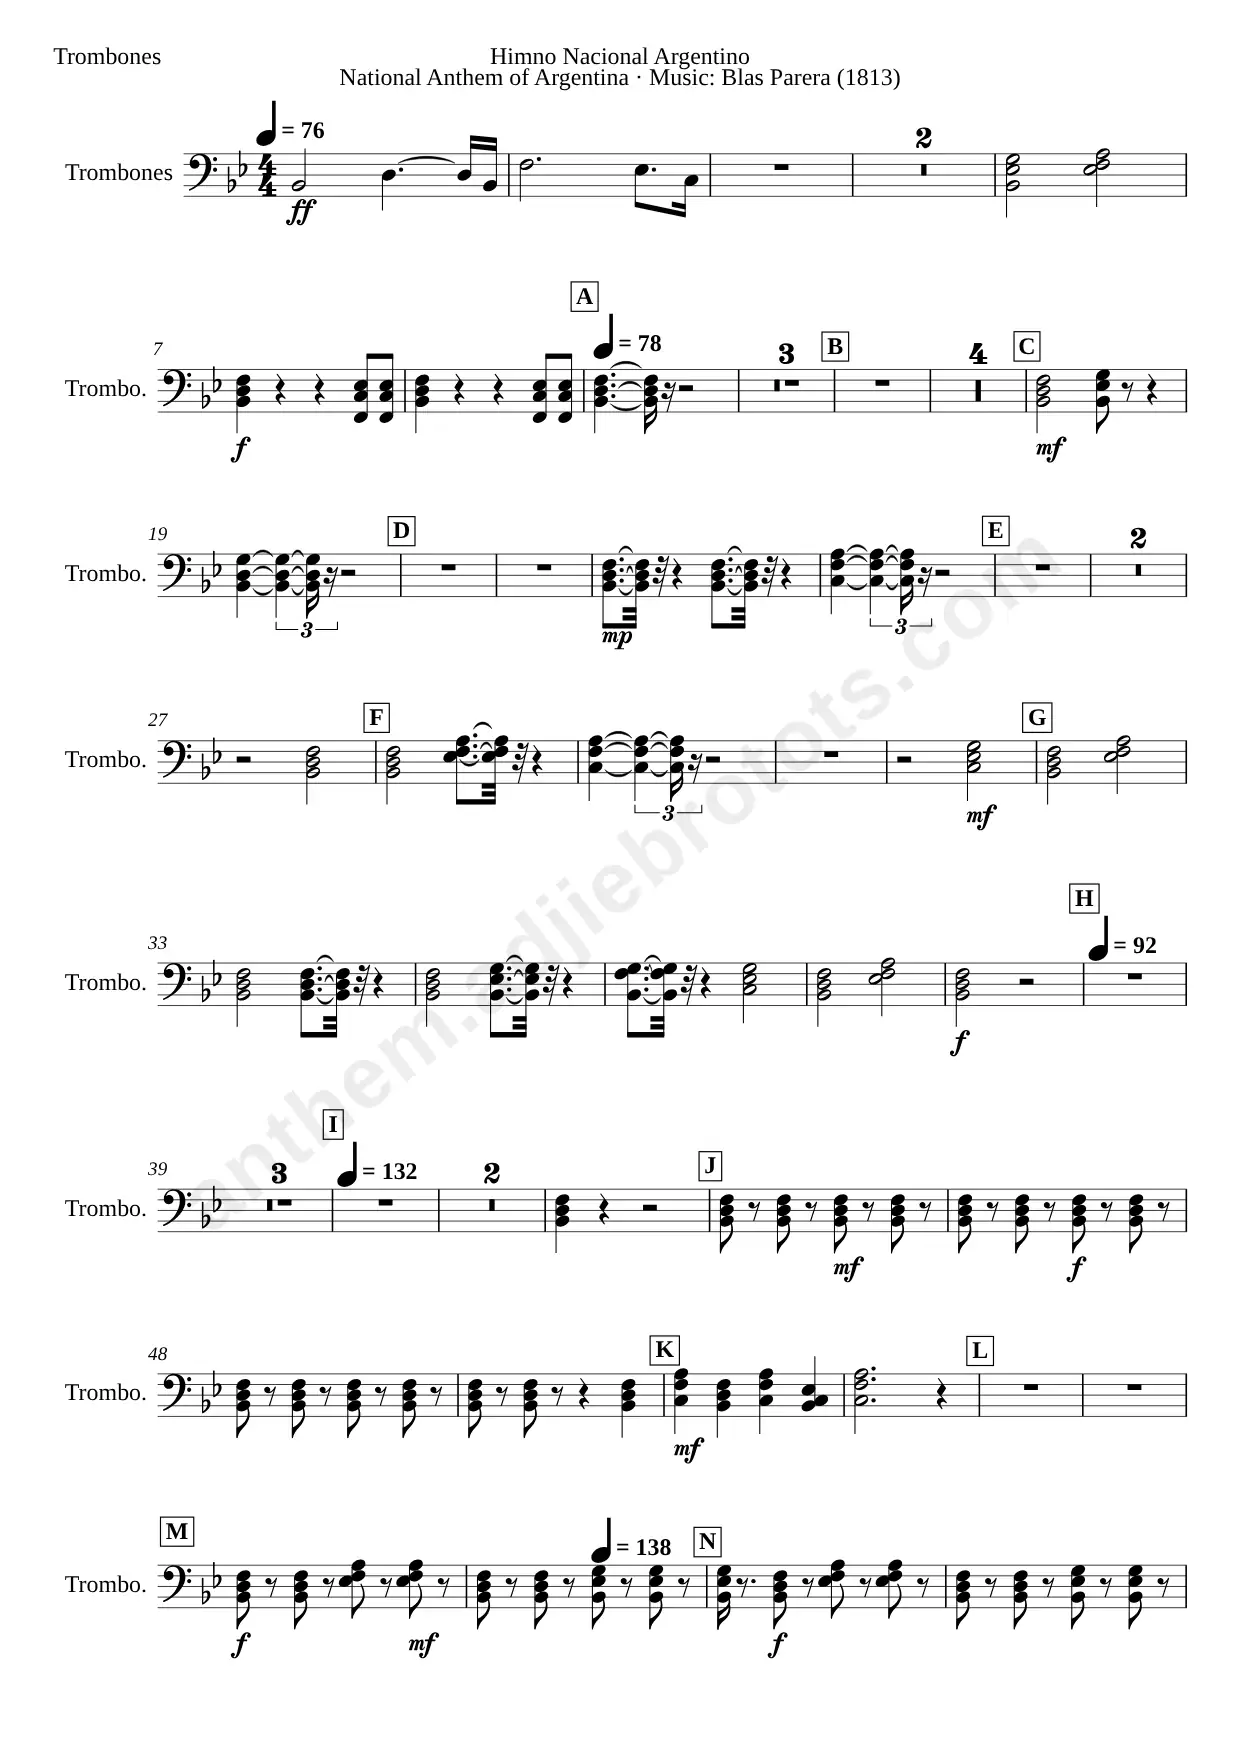 Trombones
Himno Nacional Argentino
National Anthem of Argentina · Music: Blas Parera (1813)
= 76
2
Trombones
ff
A
7
= 78
3
B
4
C
Trombo.
f
mf
19
D
E
2
Trombo.
3
mp
3
27
F
G
Trombo.
3
mf
33
H
= 92
Trombo.
f
39
3
I
= 132
2
J
Trombo.
mf
f
48
K
L
Trombo.
mf
M
= 138
N
Trombo.
f
mf
f
anthem.adjiebrotots.com